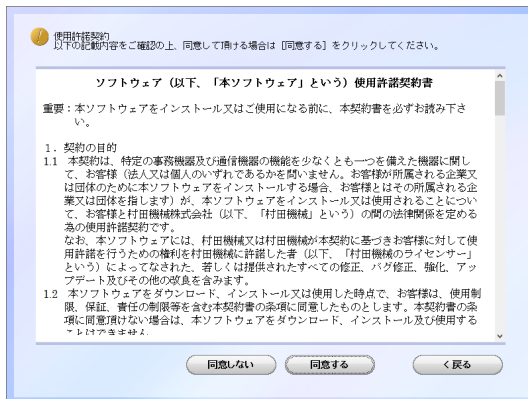 使用許諾契約
以下の記載内容をご確認の上、同意して頂ける場合は [同意する] をクリックしてください。
ソフトウェア（以下、「本ソフトウェア」という）使用許諾契約書
重要：本ソフトウェアをインストール又はご使用になる前に、本契約書を必ずお読み下さ
い。
1. 契約の目的
1.1 本契約は、特定の事務機器及び通信機器の機能を少なくとも一つを備えた機器に関し
て、お客様（法人又は個人のいずれであるかを問いません。お客様が所属される企業又
は団体のために本ソフトウェアをインストールする場合、お客様とはその所属される企
業又は団体を指します）が、本ソフトウェアをインストール又は使用されることについ
て、お客様と村田機械株式会社（以下、「村田機械」という）の間の法律関係を定める
為の使用許諾契約です。
なお、本ソフトウェアには、村田機械又は村田機械が本契約に基づきお客様に対して使
用許諾を行うための権利を村田機械に許諾した者（以下、「村田機械のライセンサー」
という）によってなされた、若しくは提供されたすべての修正、バグ修正、強化、アッ
プデート及びその他の改良を含みます。
1.2 本ソフトウェアをダウンロード、インストール又は使用した時点で、お客様は、使用制
限、保証、責任の制限等を含む本契約書の条項に同意したものとします。本契約書の条
項に同意頂けない場合は、本ソフトウェアをダウンロード、インストール及び使用する
ことはできません。
同意しない
同意する
< 戻る